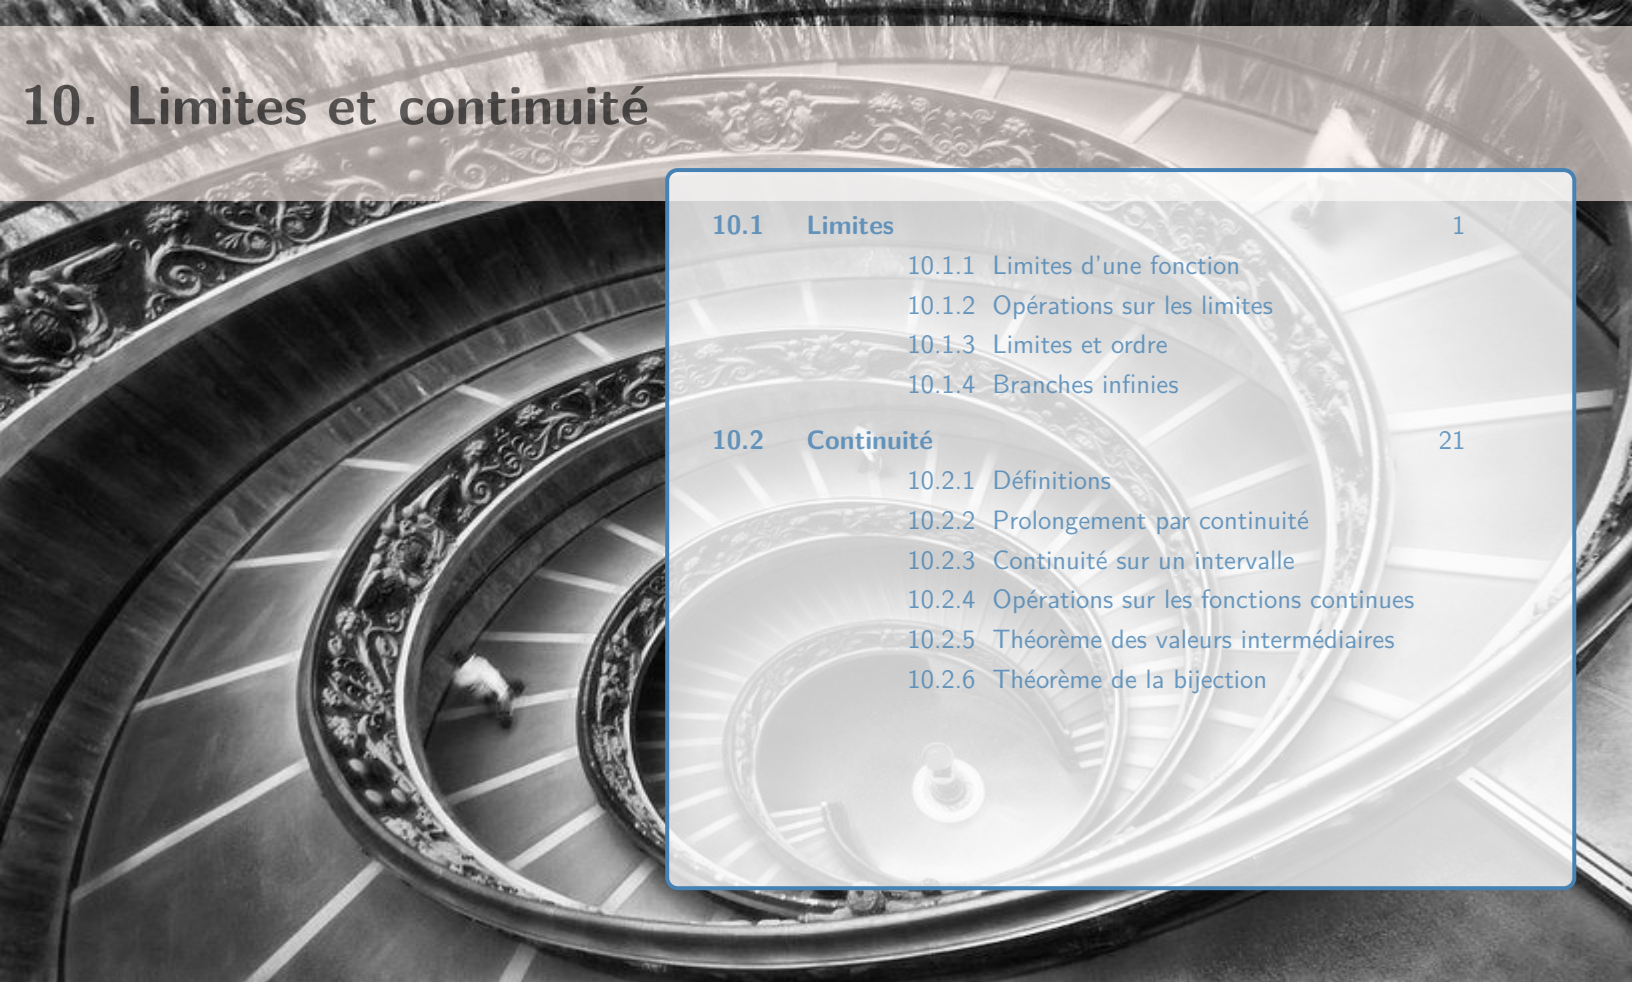 10. Limites et continuité
10.1 Limites 1
10.1.1 Limites d'une fonction
10.1.2 Opérations sur les limites
10.1.3 Limites et ordre
10.1.4 Branches infinies
10.2 Continuité 21
10.2.1 Définitions
10.2.2 Prolongement par continuité
10.2.3 Continuité sur un intervalle
10.2.4 Opérations sur les fonctions continues
10.2.5 Théorème des valeurs intermédiaires
10.2.6 Théorème de la bijection